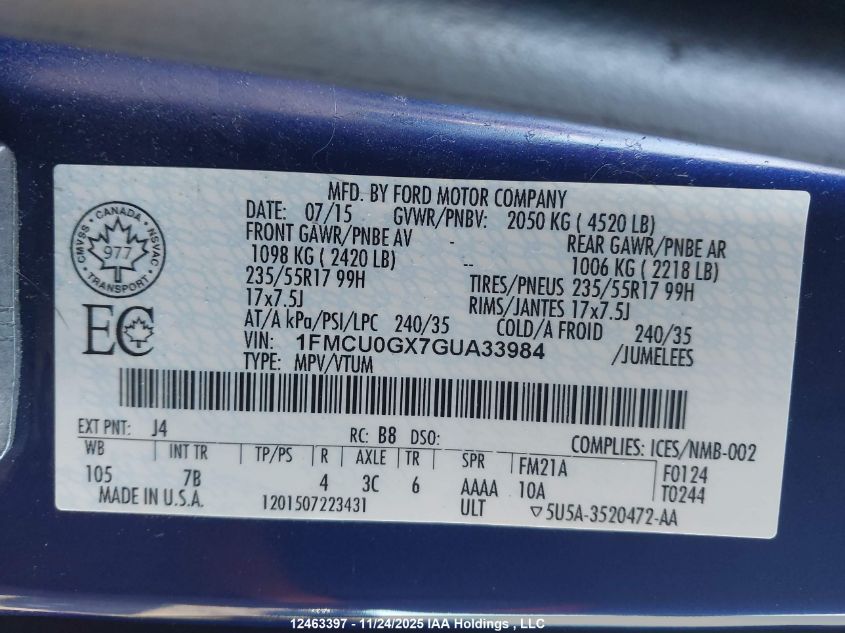 MFD. BY FORD MOTOR COMPANY
DATE: 07/15 GVWR/PNBV: 2050 KG ( 4520 LB)
FRONT GAWR/PNBE AV - REAR GAWR/PNBE AR
1098 KG ( 2420 LB) -- 1006 KG ( 2218 LB)
235/55R17 99H TIRES/PNEUS 235/55R17 99H
17x7.5J RIMS/JANTES 17x7.5J
AT/A kPa/PSI/LPC 240/35 COLD/A FROID 240/35
VIN: 1FMCU0GX7GUA33984 /JUMELEES
TYPE: MPV/VTUM
CMVSS · CANADA · NSVAC
977
TRANSPORT
EC
EXT PNT: J4 RC: B8 DSO: COMPLIES: ICES/NMB-002
WB INT TR TP/PS R AXLE TR SPR FM21A F0124
105 7B 4 3C 6 AAAA 10A T0244
MADE IN U.S.A. 1201507223431 ULT ▽5U5A-3520472-AA
12463397 - 11/24/2025 IAA Holdings , LLC